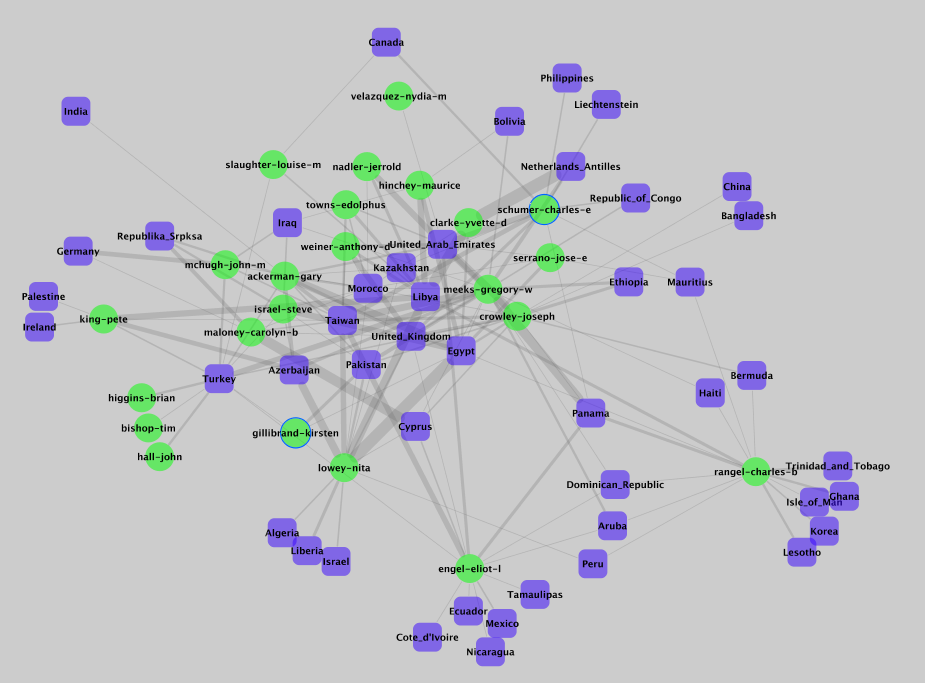 Canada
Philippines
velazquez-nydia-m
Liechtenstein
India
Bolivia
slaughter-louise-m
nadler-jerrold
Netherlands_Antilles
hinchey-maurice
China
Republic_of_Congo
towns-edolphus
schumer-charles-e
Bangladesh
Iraq
clarke-yvette-d
Republika_Srpksa
weiner-anthony-d
United_Arab_Emirates
Germany
serrano-jose-e
mchugh-john-m
Kazakhstan
ackerman-gary
Ethiopia
Mauritius
Morocco
meeks-gregory-w
Palestine
Libya
israel-steve
crowley-joseph
king-pete
Taiwan
Ireland
maloney-carolyn-b
United_Kingdom
Egypt
Pakistan
Azerbaijan
Bermuda
Turkey
Haiti
higgins-brian
Panama
bishop-tim
Cyprus
gillibrand-kirsten
hall-john
Trinidad_and_Tobago
lowey-nita
rangel-charles-b
Dominican_Republic
Ghana
Isle_of_Man
Aruba
Korea
Algeria
Liberia
Lesotho
Israel
Peru
engel-eliot-l
Tamaulipas
Ecuador
Mexico
Cote_d'Ivoire
Nicaragua